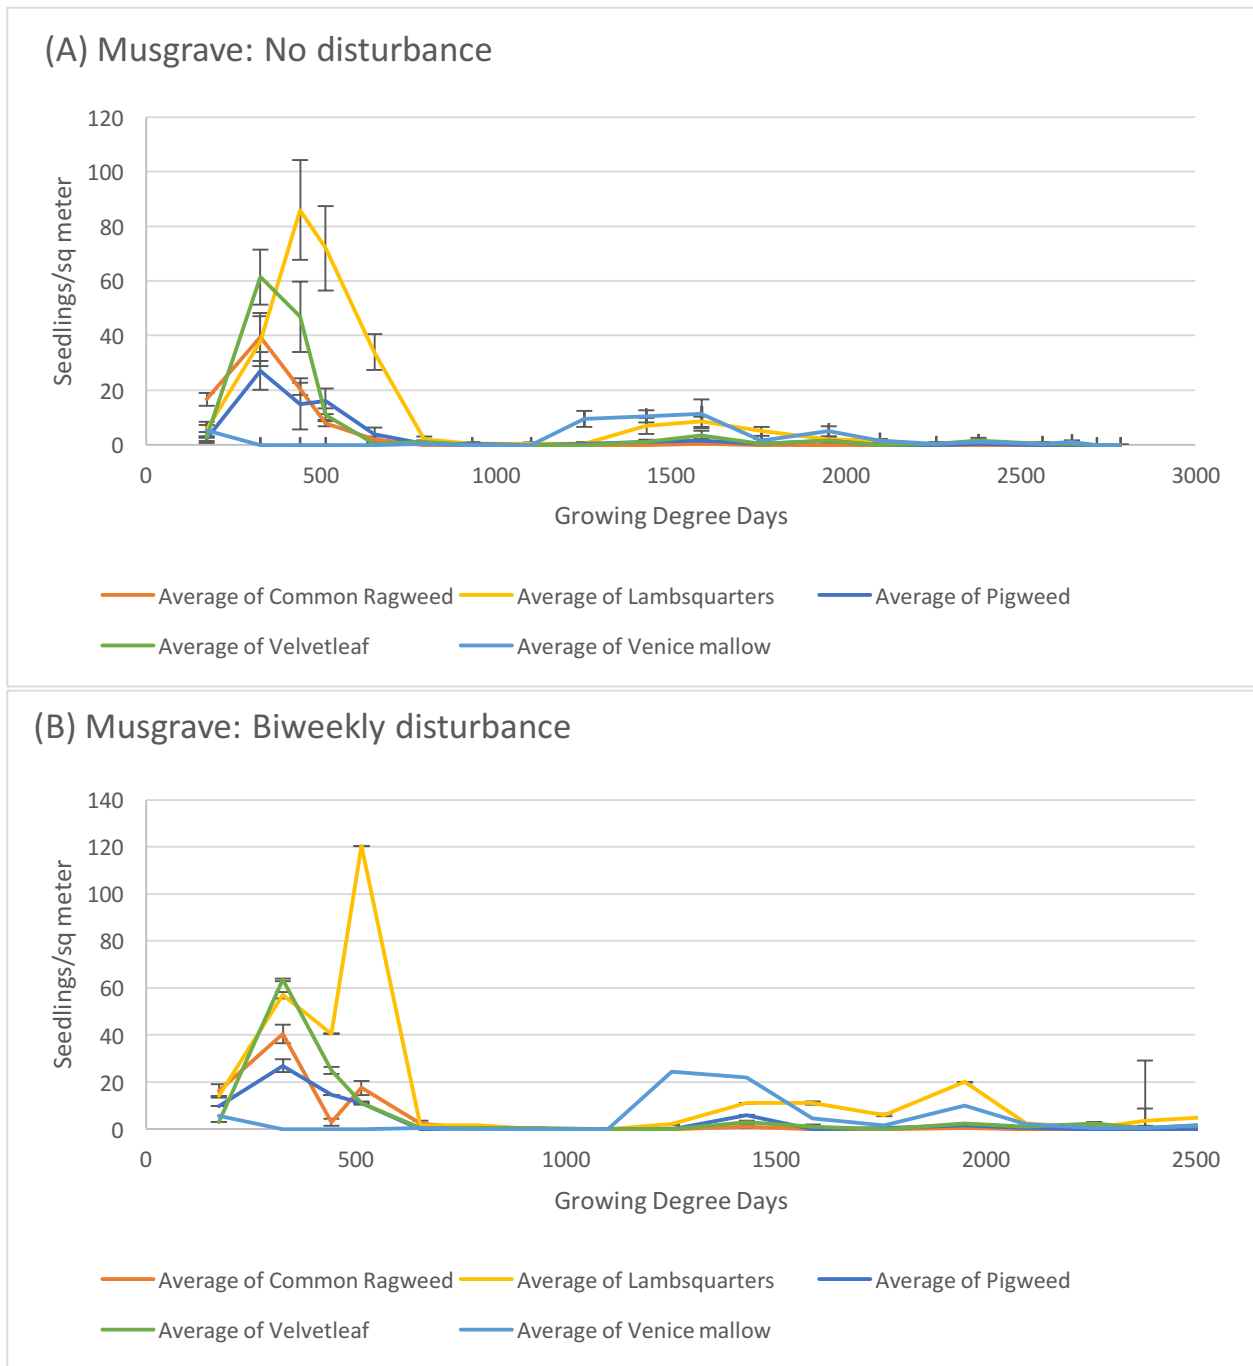 (A) Musgrave: No disturbance
120
100
80
60
40
20
0
Seedlings/sq meter
0 500 1000 1500 2000 2500 3000
Growing Degree Days
Average of Common Ragweed Average of Lambsquarters Average of Pigweed
Average of Velvetleaf Average of Venice mallow
(B) Musgrave: Biweekly disturbance
140
120
100
80
60
40
20
0
Seedlings/sq meter
0 500 1000 1500 2000 2500
Growing Degree Days
Average of Common Ragweed Average of Lambsquarters Average of Pigweed
Average of Velvetleaf Average of Venice mallow